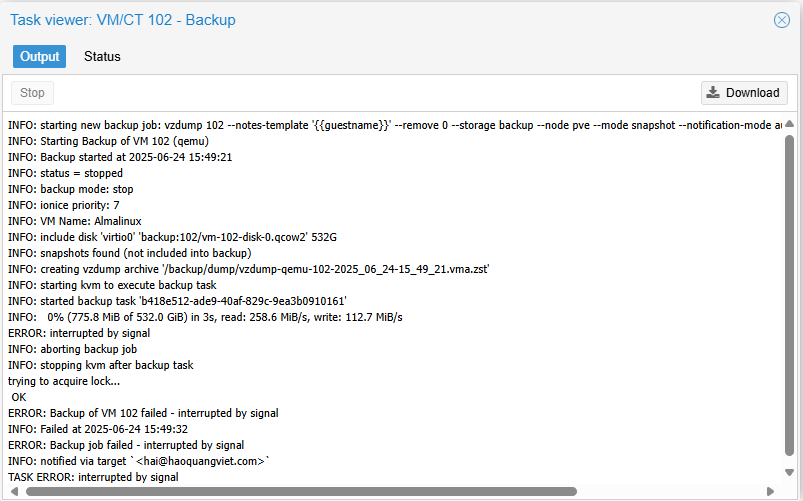 Task viewer: VM/CT 102 - Backup
Output
Status
Stop
Download
INFO: starting new backup job: vzdump 102 --notes-template '{{guestname}}' --remove 0 --storage backup --node pve --mode snapshot --notification-mode au
INFO: Starting Backup of VM 102 (qemu)
INFO: Backup started at 2025-06-24 15:49:21
INFO: status = stopped
INFO: backup mode: stop
INFO: ionice priority: 7
INFO: VM Name: Almalinux
INFO: include disk 'virtio0' 'backup:102/vm-102-disk-0.qcow2' 532G
INFO: snapshots found (not included into backup)
INFO: creating vzdump archive '/backup/dump/vzdump-qemu-102-2025_06_24-15_49_21.vma.zst'
INFO: starting kvm to execute backup task
INFO: started backup task 'b418e512-ade9-40af-829c-9ea3b0910161'
INFO: 0% (775.8 MiB of 532.0 GiB) in 3s, read: 258.6 MiB/s, write: 112.7 MiB/s
ERROR: interrupted by signal
INFO: aborting backup job
INFO: stopping kvm after backup task
trying to acquire lock...
OK
ERROR: Backup of VM 102 failed - interrupted by signal
INFO: Failed at 2025-06-24 15:49:32
ERROR: Backup job failed - interrupted by signal
INFO: notified via target `<hai@haoquangviet.com>`
TASK ERROR: interrupted by signal